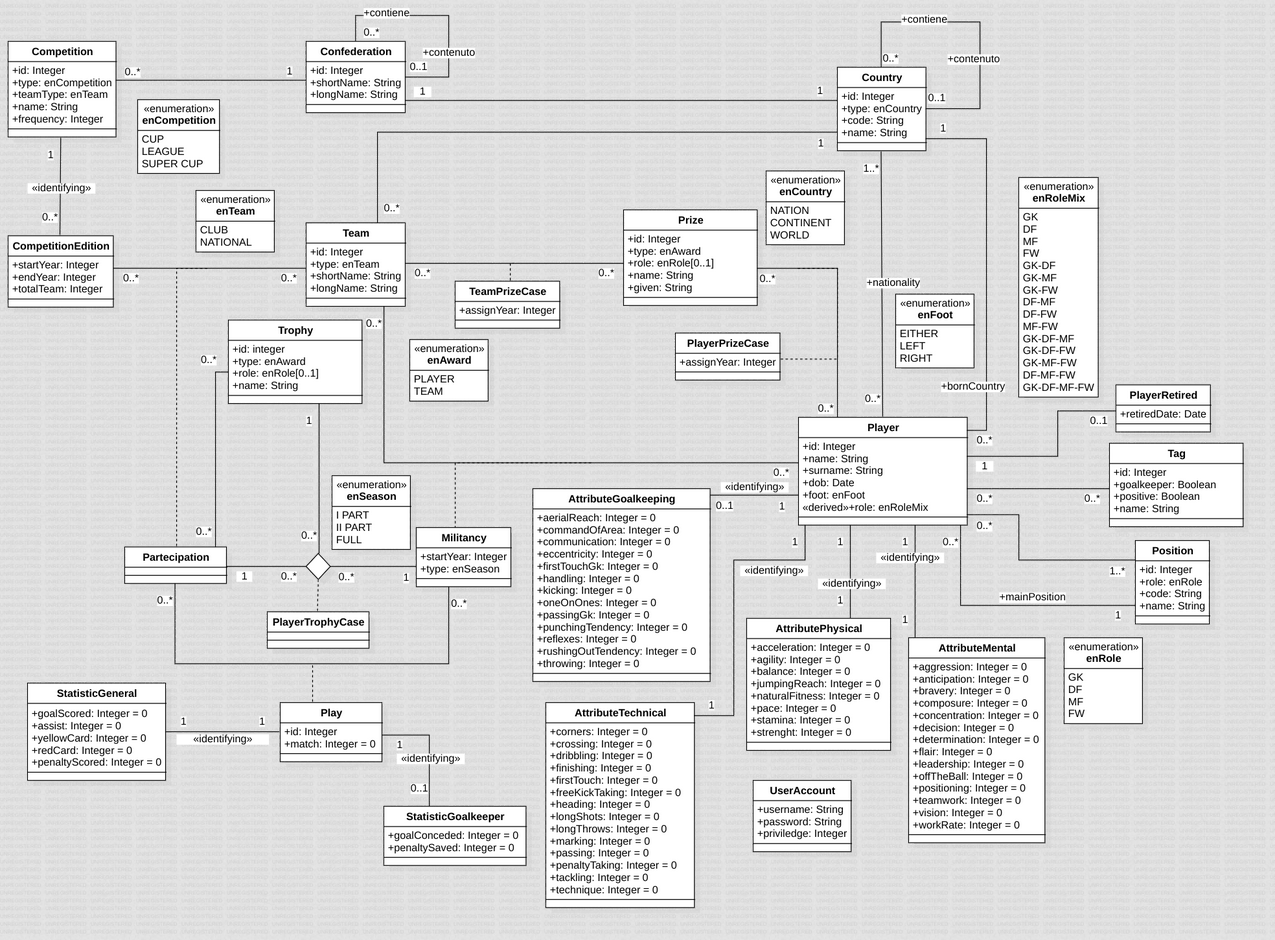 +contiene
0..*
+contenuto
0..1
Competition
+id: Integer
+type: enCompetition
+teamType: enTeam
+name: String
+frequency: Integer
0..*
1
Confederation
+id: Integer
+shortName: String
+longName: String
1
1
+contiene
0..*
+contenuto
0..1
Country
+id: Integer
+type: enCountry
+code: String
+name: String
1
1
1..*
«enumeration»
enCompetition
CUP
LEAGUE
SUPER CUP
1
«identifying»
0..*
«enumeration»
enTeam
CLUB
NATIONAL
0..*
«enumeration»
enCountry
NATION
CONTINENT
WORLD
«enumeration»
enRoleMix
GK
DF
MF
FW
GK-DF
GK-MF
GK-FW
DF-MF
DF-FW
MF-FW
GK-DF-MF
GK-DF-FW
GK-MF-FW
DF-MF-FW
GK-DF-MF-FW
CompetitionEdition
+startYear: Integer
+endYear: Integer
+totalTeam: Integer
0..*
0..*
Team
+id: Integer
+type: enTeam
+shortName: String
+longName: String
0..*
0..*
0..*
Prize
+id: Integer
+type: enAward
+role: enRole[0..1]
+name: String
+given: String
0..*
TeamPrizeCase
+assignYear: Integer
+nationality
«enumeration»
enFoot
EITHER
LEFT
RIGHT
Trophy
+id: integer
+type: enAward
+role: enRole[0..1]
+name: String
0..*
1
«enumeration»
enAward
PLAYER
TEAM
PlayerPrizeCase
+assignYear: Integer
+bornCountry
0..*
0..*
0..*
PlayerRetired
+retiredDate: Date
0..1
1
Player
+id: Integer
+name: String
+surname: String
+dob: Date
+foot: enFoot
«derived»+role: enRoleMix
0..*
Tag
+id: Integer
+goalkeeper: Boolean
+positive: Boolean
+name: String
0..*
0..*
0..*
«enumeration»
enSeason
I PART
II PART
FULL
«identifying»
0..1
1
AttributeGoalkeeping
+aerialReach: Integer = 0
+commandOfArea: Integer = 0
+communication: Integer = 0
+eccentricity: Integer = 0
+firstTouchGk: Integer = 0
+handling: Integer = 0
+kicking: Integer = 0
+oneOnOnes: Integer = 0
+passingGk: Integer = 0
+punchingTendency: Integer = 0
+reflexes: Integer = 0
+rushingOutTendency: Integer = 0
+throwing: Integer = 0
Position
+id: Integer
+role: enRole
+code: String
+name: String
1..*
0..*
+mainPosition
1
0..*
Partecipation
1
0..*
0..*
0..*
1
0..*
Militancy
+startYear: Integer
+type: enSeason
0..*
PlayerTrophyCase
1
«identifying»
1
1
«identifying»
1
1
«identifying»
1
AttributePhysical
+acceleration: Integer = 0
+agility: Integer = 0
+balance: Integer = 0
+jumpingReach: Integer = 0
+naturalFitness: Integer = 0
+pace: Integer = 0
+stamina: Integer = 0
+strenght: Integer = 0
AttributeMental
+aggression: Integer = 0
+anticipation: Integer = 0
+bravery: Integer = 0
+composure: Integer = 0
+concentration: Integer = 0
+decision: Integer = 0
+determination: Integer = 0
+flair: Integer = 0
+leadership: Integer = 0
+offTheBall: Integer = 0
+positioning: Integer = 0
+teamwork: Integer = 0
+vision: Integer = 0
+workRate: Integer = 0
«enumeration»
enRole
GK
DF
MF
FW
StatisticGeneral
+goalScored: Integer = 0
+assist: Integer = 0
+yellowCard: Integer = 0
+redCard: Integer = 0
+penaltyScored: Integer = 0
1
«identifying»
1
Play
+id: Integer
+match: Integer = 0
1
«identifying»
0..1
StatisticGoalkeeper
+goalConceded: Integer = 0
+penaltySaved: Integer = 0
AttributeTechnical
+corners: Integer = 0
+crossing: Integer = 0
+dribbling: Integer = 0
+finishing: Integer = 0
+firstTouch: Integer = 0
+freeKickTaking: Integer = 0
+heading: Integer = 0
+longShots: Integer = 0
+longThrows: Integer = 0
+marking: Integer = 0
+passing: Integer = 0
+penaltyTaking: Integer = 0
+tackling: Integer = 0
+technique: Integer = 0
UserAccount
+username: String
+password: String
+priviledge: Integer